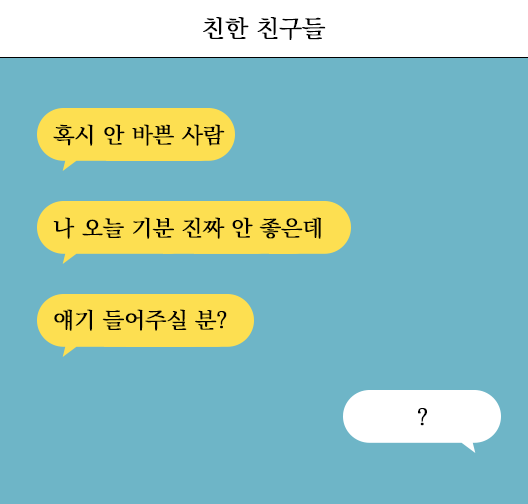 친한 친구들
혹시 안 바쁜 사람
나 오늘 기분 진짜 안 좋은데
얘기 들어주실 분?
?